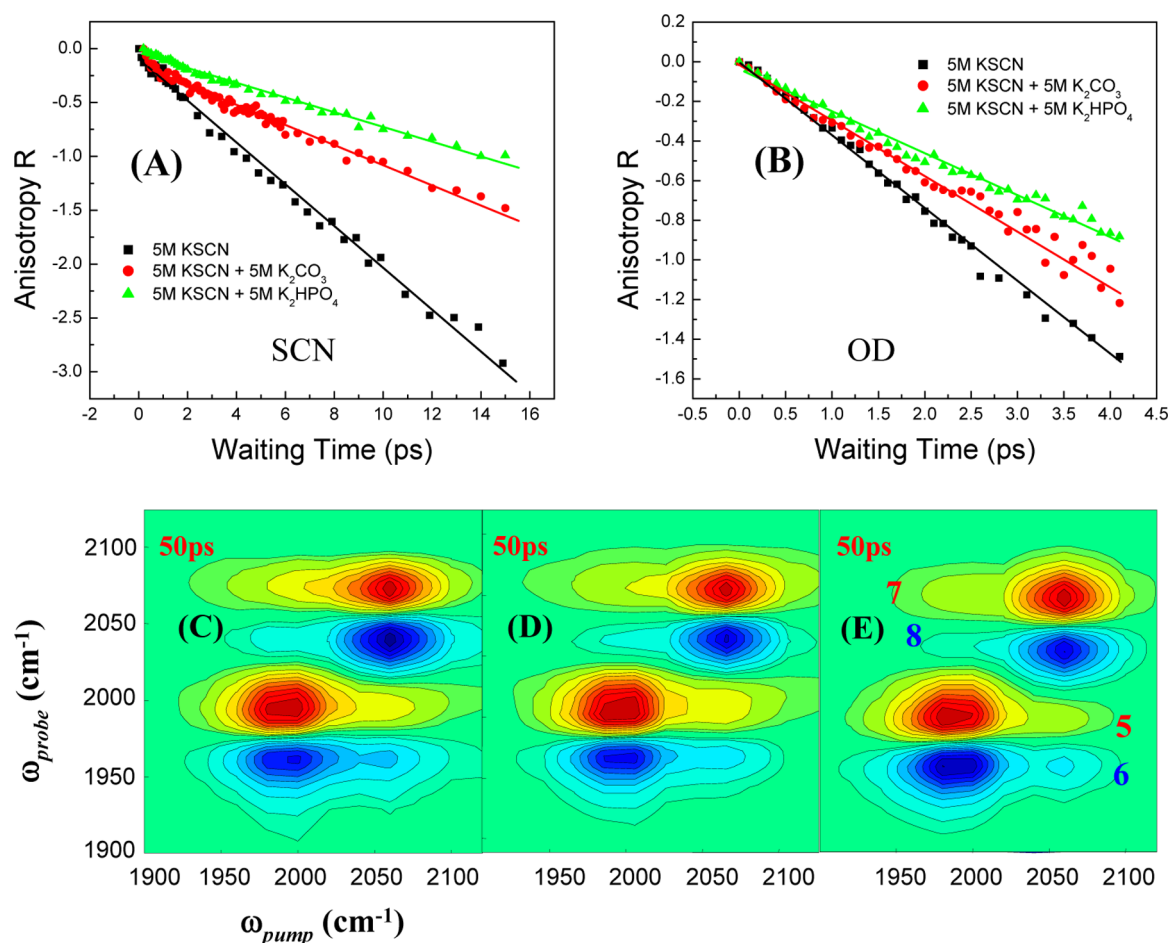 0.0
-0.5
-1.0
-1.5
-2.0
-2.5
-3.0
Anisotropy R
(A)
5M KSCN
5M KSCN + 5M K₂CO₃
5M KSCN + 5M K₂HPO₄
SCN
-2 0 2 4 6 8 10 12 14 16
Waiting Time (ps)
0.2
0.0
-0.2
-0.4
-0.6
-0.8
-1.0
-1.2
-1.4
-1.6
Anisotropy R
5M KSCN
5M KSCN + 5M K₂CO₃
5M KSCN + 5M K₂HPO₄
(B)
OD
-0.5 0.0 0.5 1.0 1.5 2.0 2.5 3.0 3.5 4.0 4.5
Waiting Time (ps)
2100
2050
2000
1950
1900
ωprobe (cm⁻¹)
50ps
(C)
50ps
(D)
50ps
7
(E)
8
5
6
1900 1950 2000 2050 2100
1950 2000 2050 2100
1950 2000 2050 2100
ωpump (cm⁻¹)